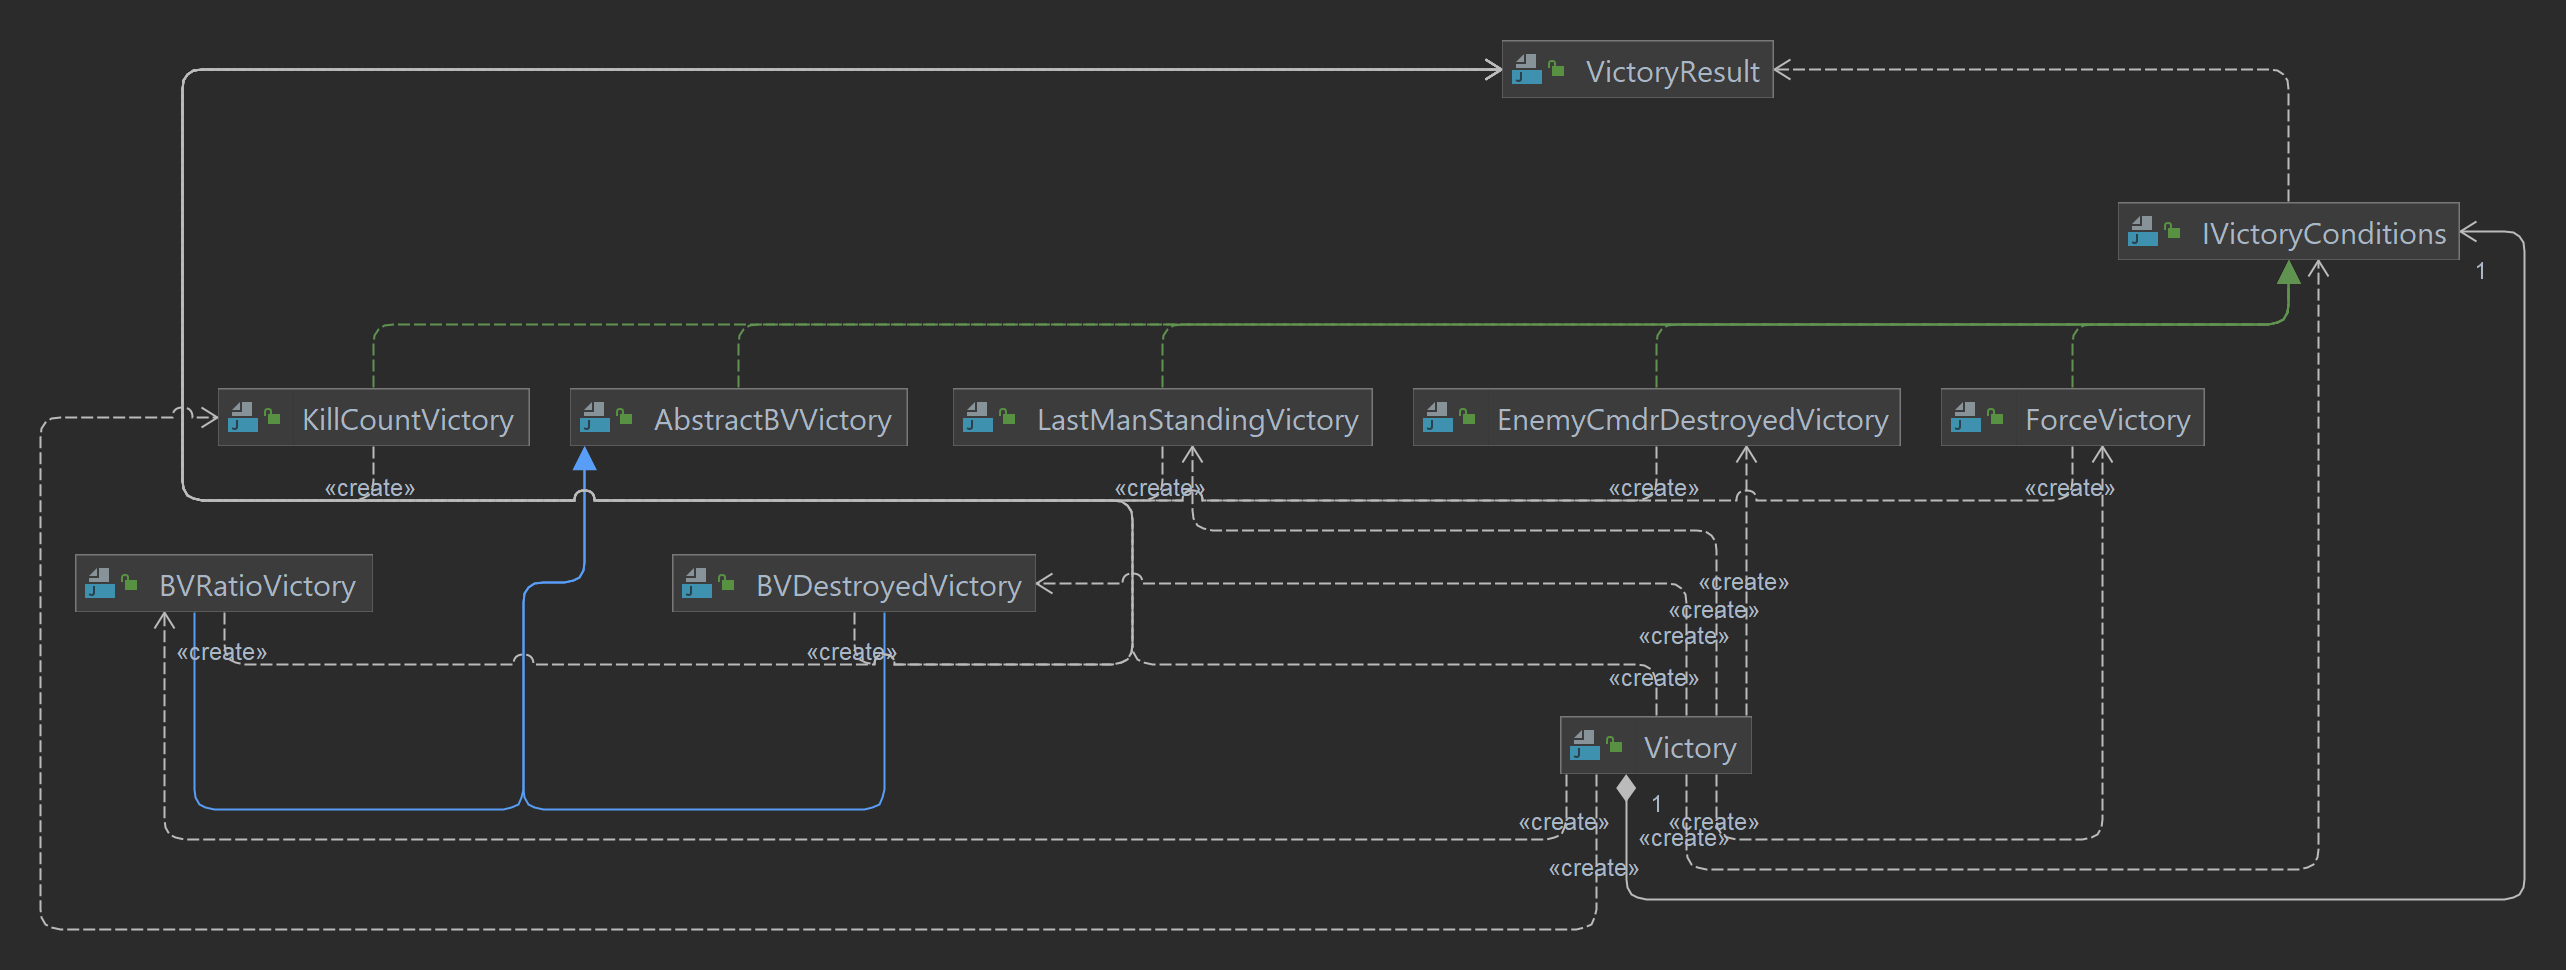 VictoryResult
IVictoryConditions
1
KillCountVictory
AbstractBVVictory
LastManStandingVictory
EnemyCmdrDestroyedVictory
ForceVictory
«create»
«create»
«create»
«create»
BVRatioVictory
BVDestroyedVictory
«create»
«create»
«create»
«create»
«create»
«create»
Victory
1
«create»
«create»
«create»
«create»